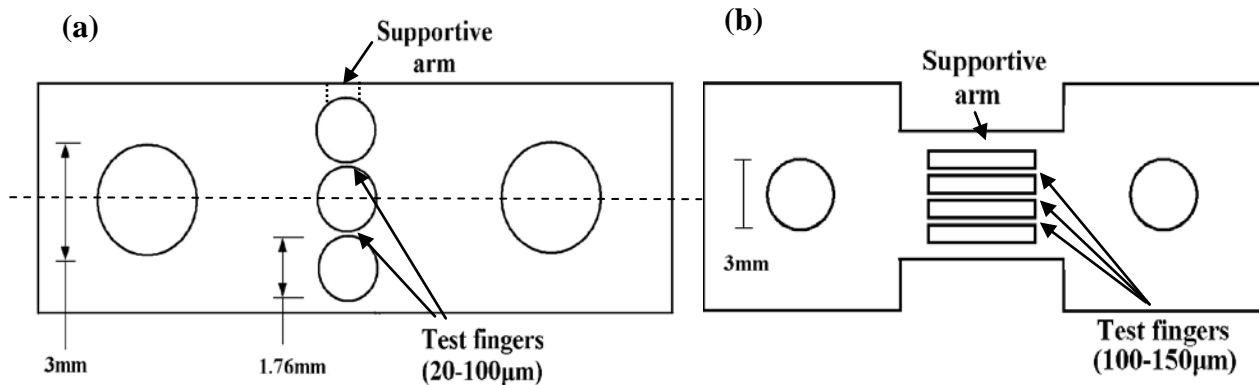 (a)
Supportive
arm
3mm
1.76mm
Test fingers
(20-100μm)
(b)
Supportive
arm
3mm
Test fingers
(100-150μm)